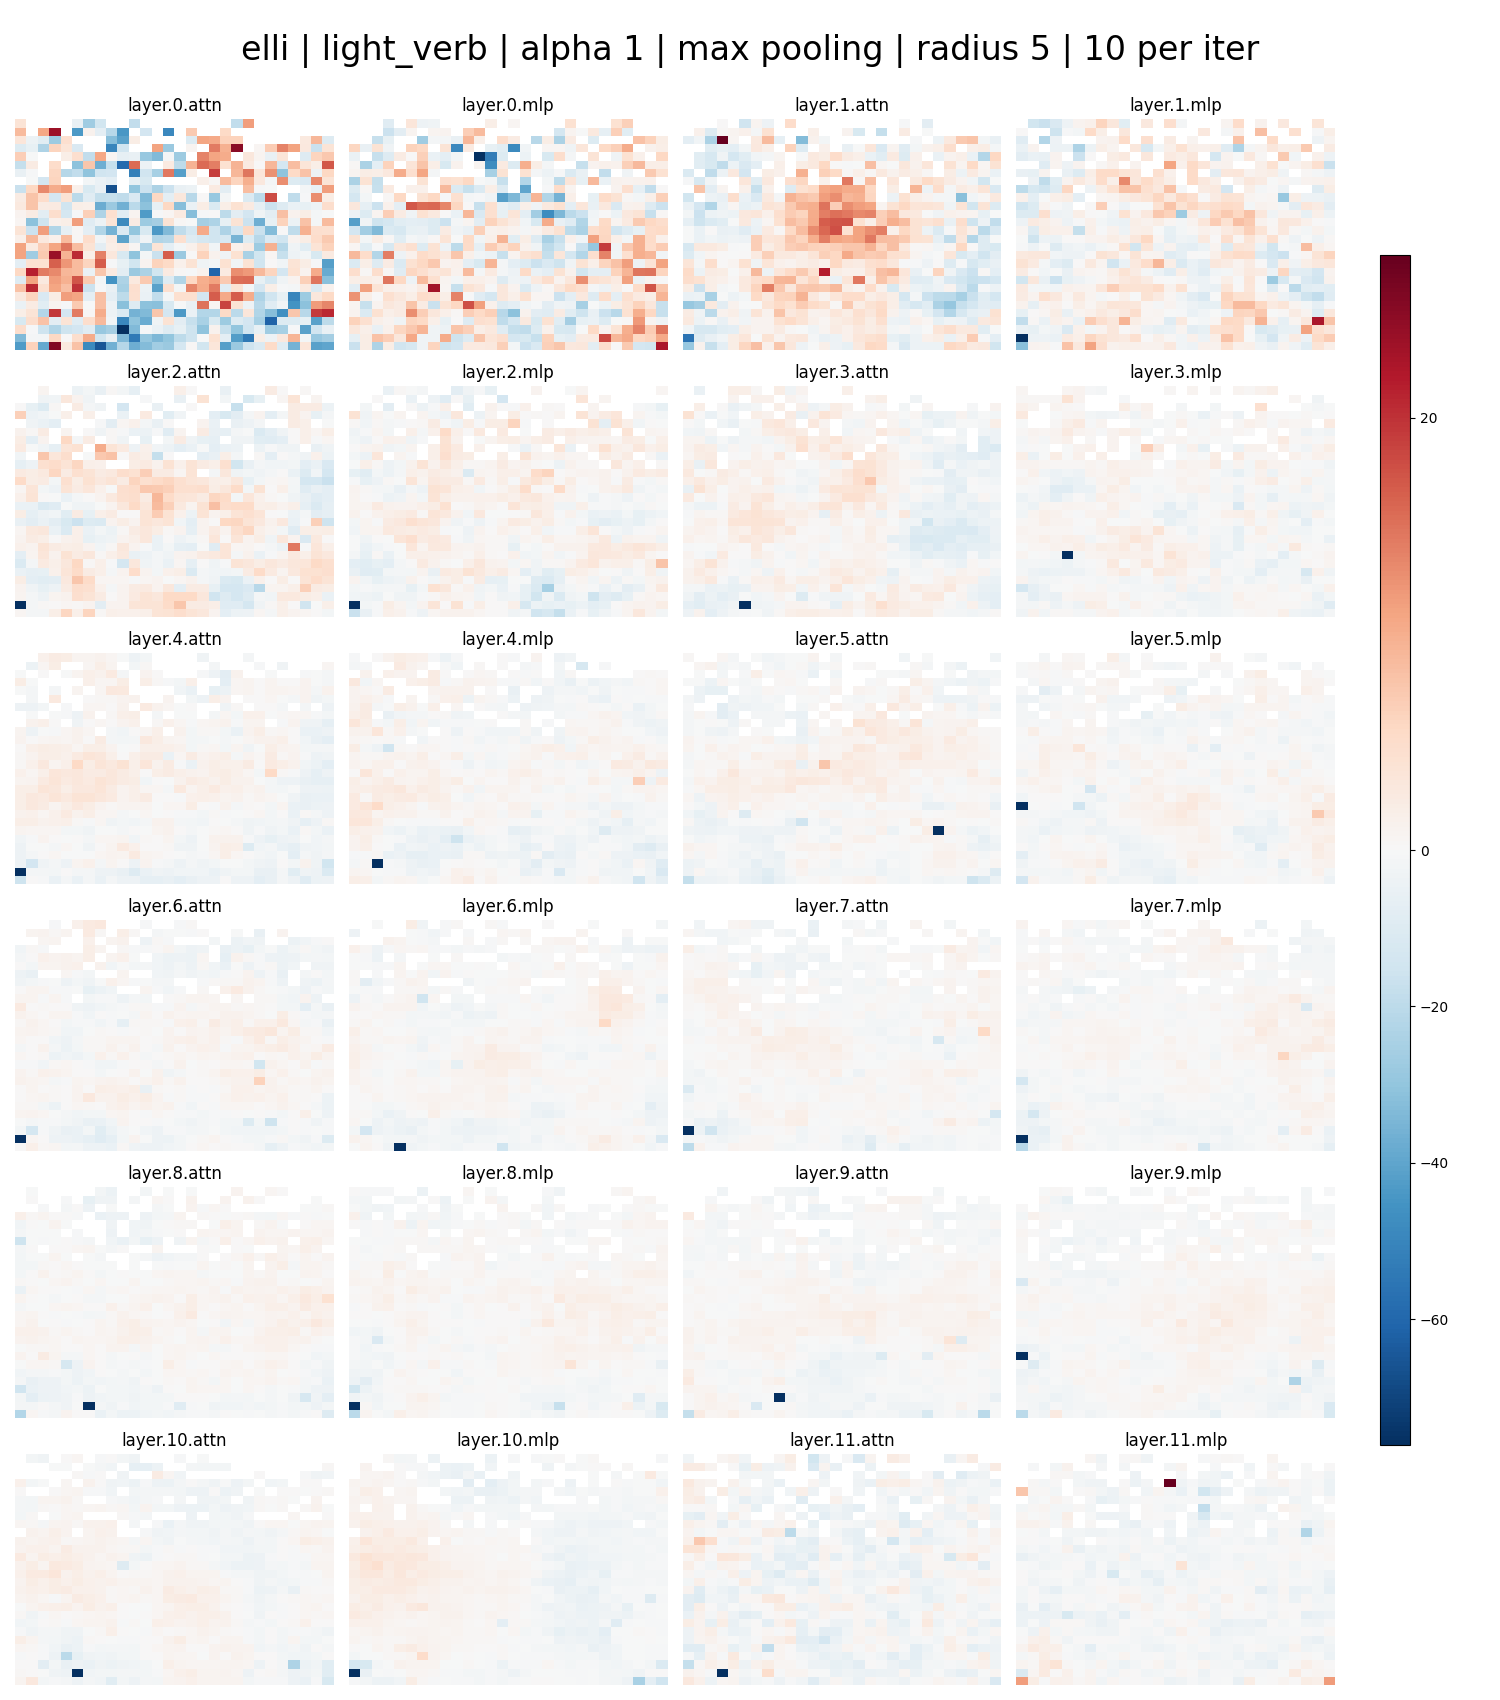 elli | light_verb | alpha 1 | max pooling | radius 5 | 10 per iter
layer.0.attn layer.0.mlp layer.1.attn layer.1.mlp
layer.2.attn layer.2.mlp layer.3.attn layer.3.mlp
20
layer.4.attn layer.4.mlp layer.5.attn layer.5.mlp
0
layer.6.attn layer.6.mlp layer.7.attn layer.7.mlp
−20
−40
layer.8.attn layer.8.mlp layer.9.attn layer.9.mlp
−60
layer.10.attn layer.10.mlp layer.11.attn layer.11.mlp